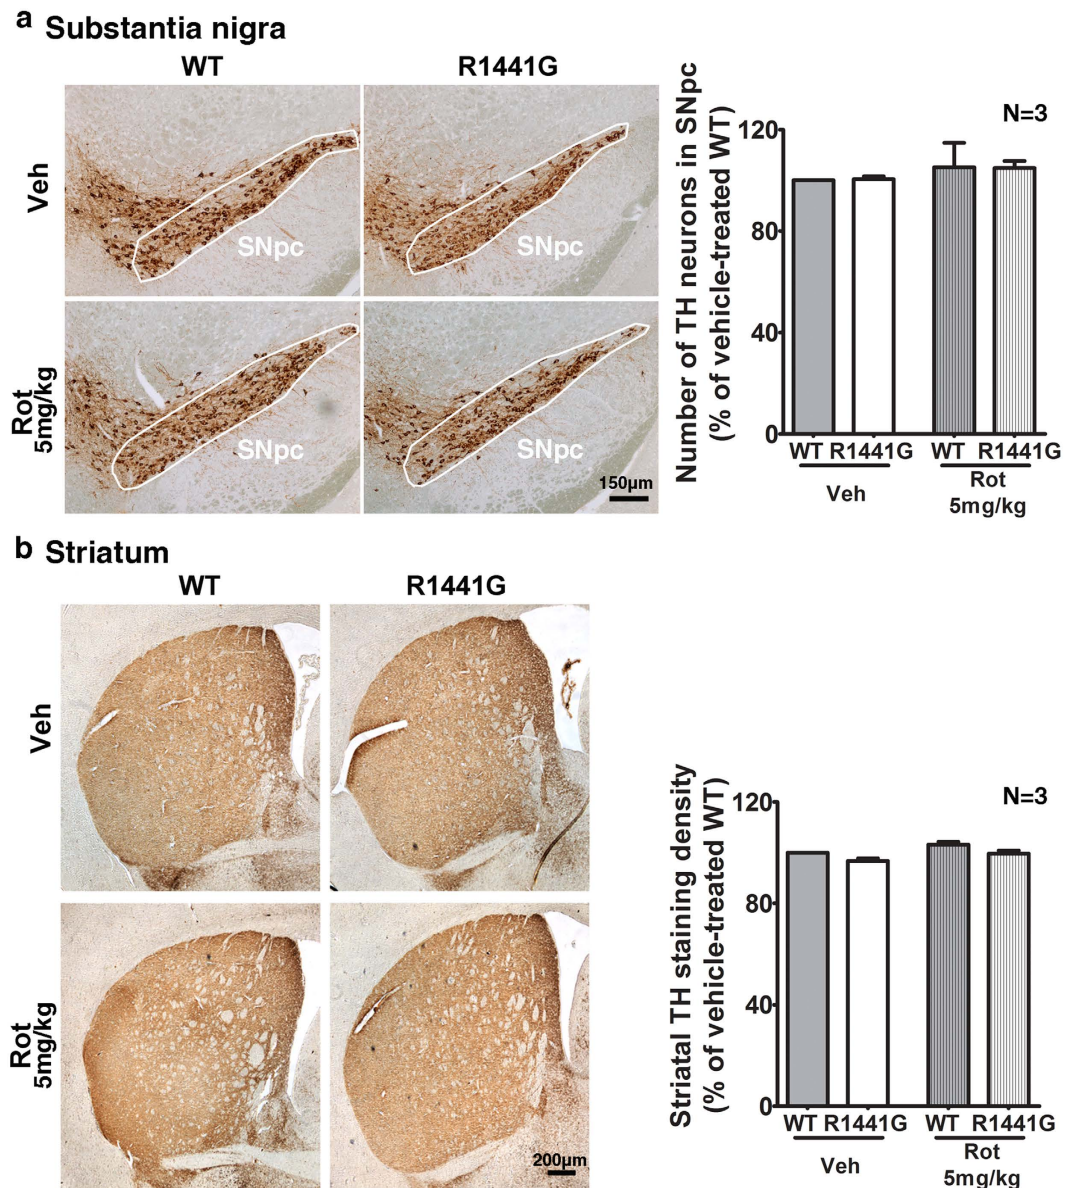 a Substantia nigra
WT R1441G
Veh
SNpc SNpc
Rot
5mg/kg
SNpc SNpc
150µm
Number of TH neurons in SNpc
(% of vehicle-treated WT)
N=3
120
80
40
0
WT R1441G WT R1441G
Veh Rot
5mg/kg
b Striatum
WT R1441G
Veh
Rot
5mg/kg
200µm
Striatal TH staining density
(% of vehicle-treated WT)
N=3
120
80
40
0
WT R1441G WT R1441G
Veh Rot
5mg/kg